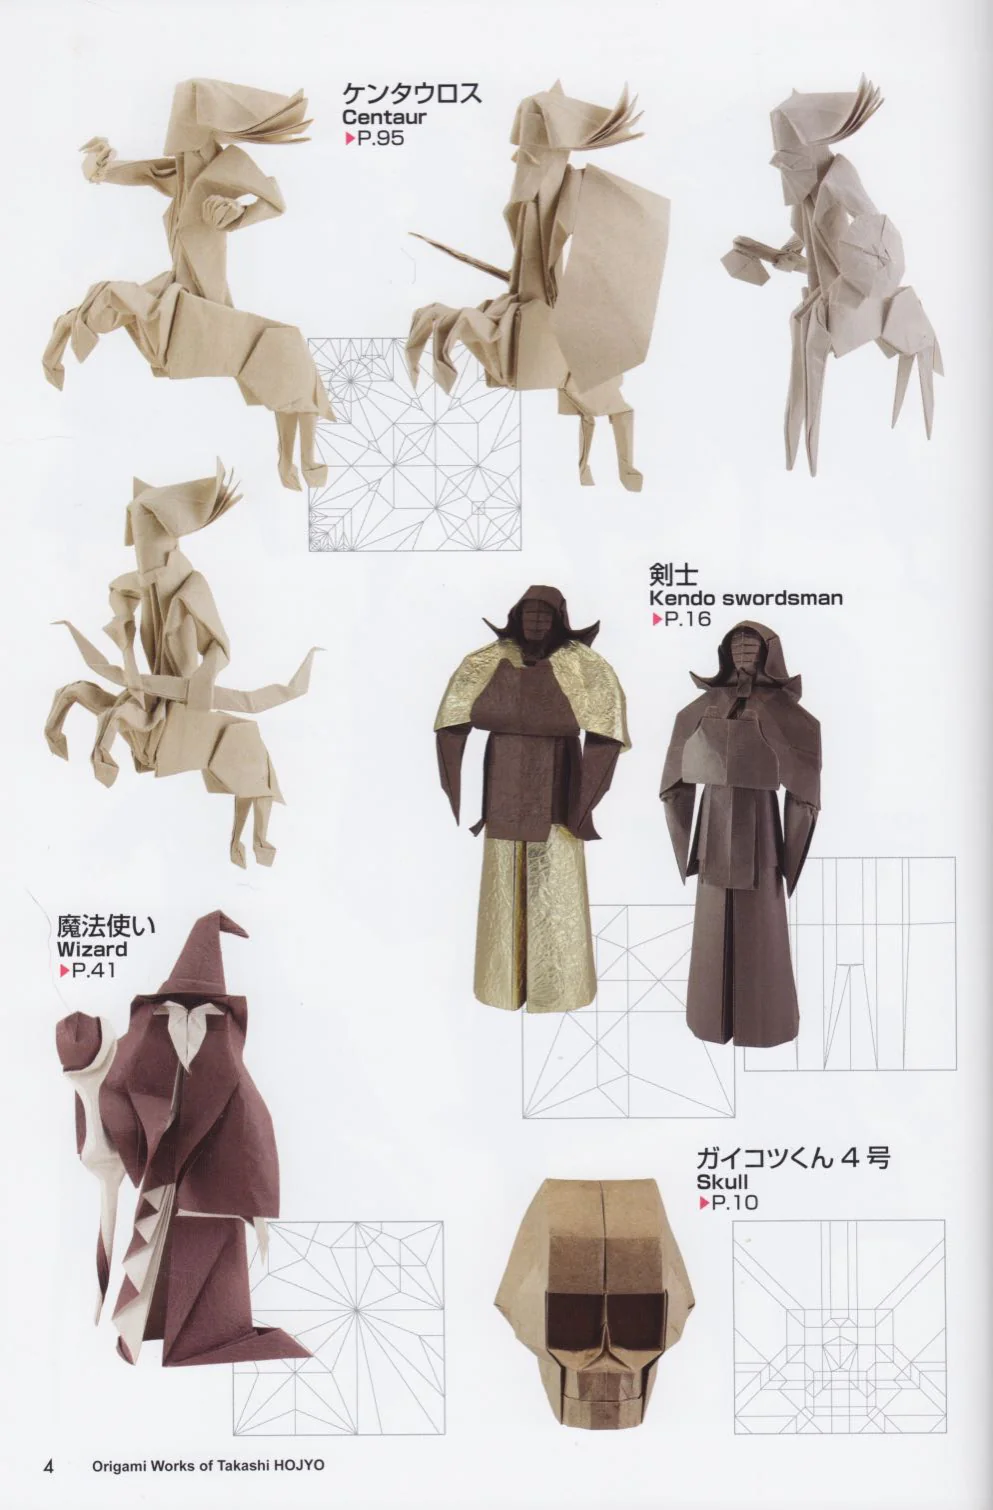 ケンタウロス
Centaur
▶P.95
剣士
Kendo swordsman
▶P.16
魔法使い
Wizard
▶P.41
ガイコツくん 4 号
Skull
▶P.10
4 Origami Works of Takashi HOJYO